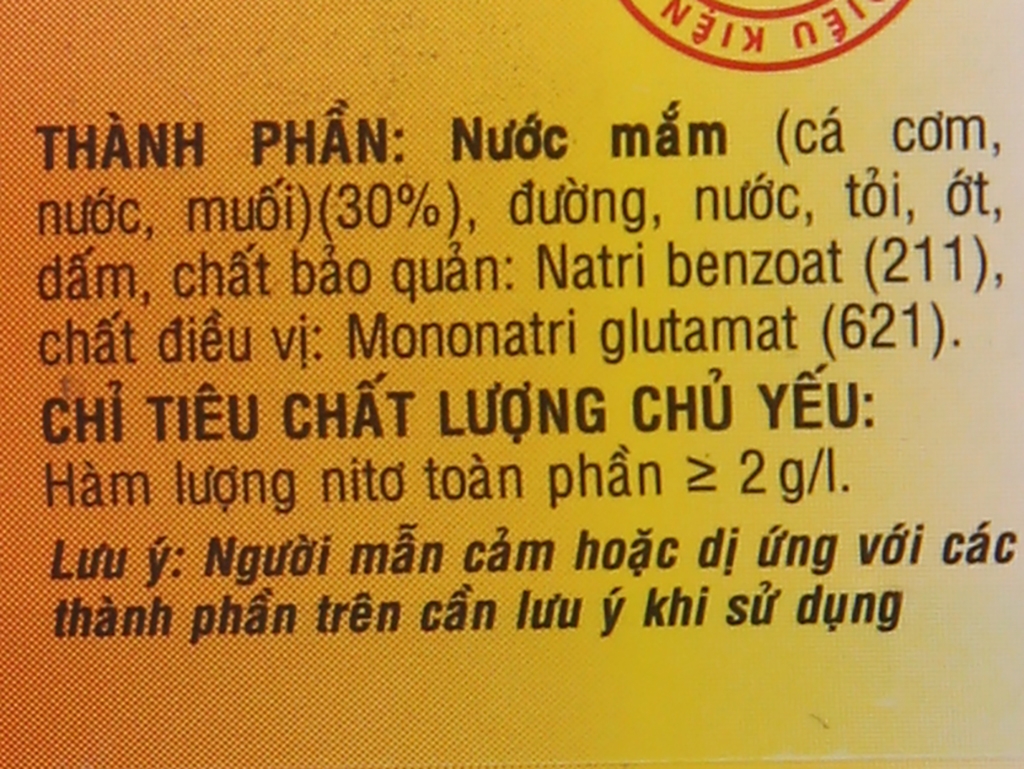 IỀU KIỆN
THÀNH PHẦN: Nước mắm (cá cơm,
nước, muối)(30%), đường, nước, tỏi, ớt,
dấm, chất bảo quản: Natri benzoat (211),
chất điều vị: Mononatri glutamat (621).
CHỈ TIÊU CHẤT LƯỢNG CHỦ YẾU:
Hàm lượng nitơ toàn phần ≥ 2 g/l.
Lưu ý: Người mẫn cảm hoặc dị ứng với các
thành phần trên cần lưu ý khi sử dụng